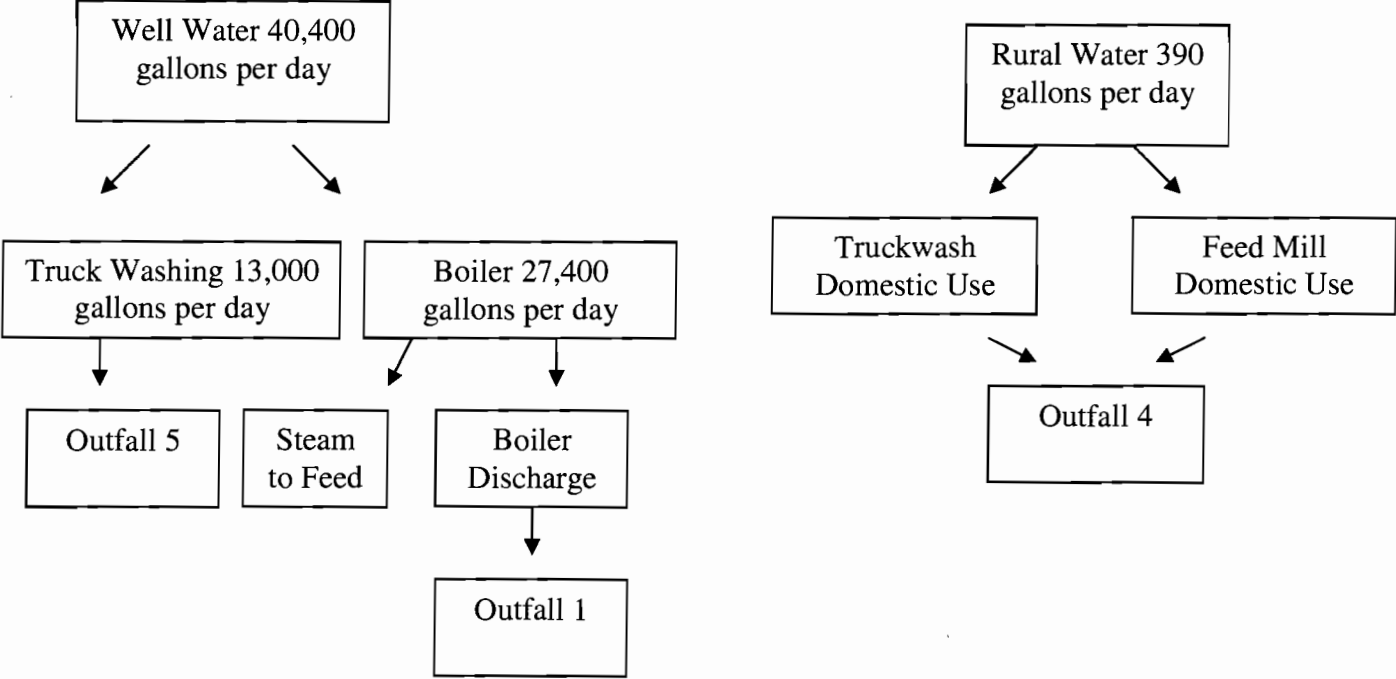 Well Water 40,400
gallons per day
Rural Water 390
gallons per day
Truck Washing 13,000
gallons per day
Boiler 27,400
gallons per day
Truckwash
Domestic Use
Feed Mill
Domestic Use
Outfall 5
Steam
to Feed
Boiler
Discharge
Outfall 4
Outfall 1